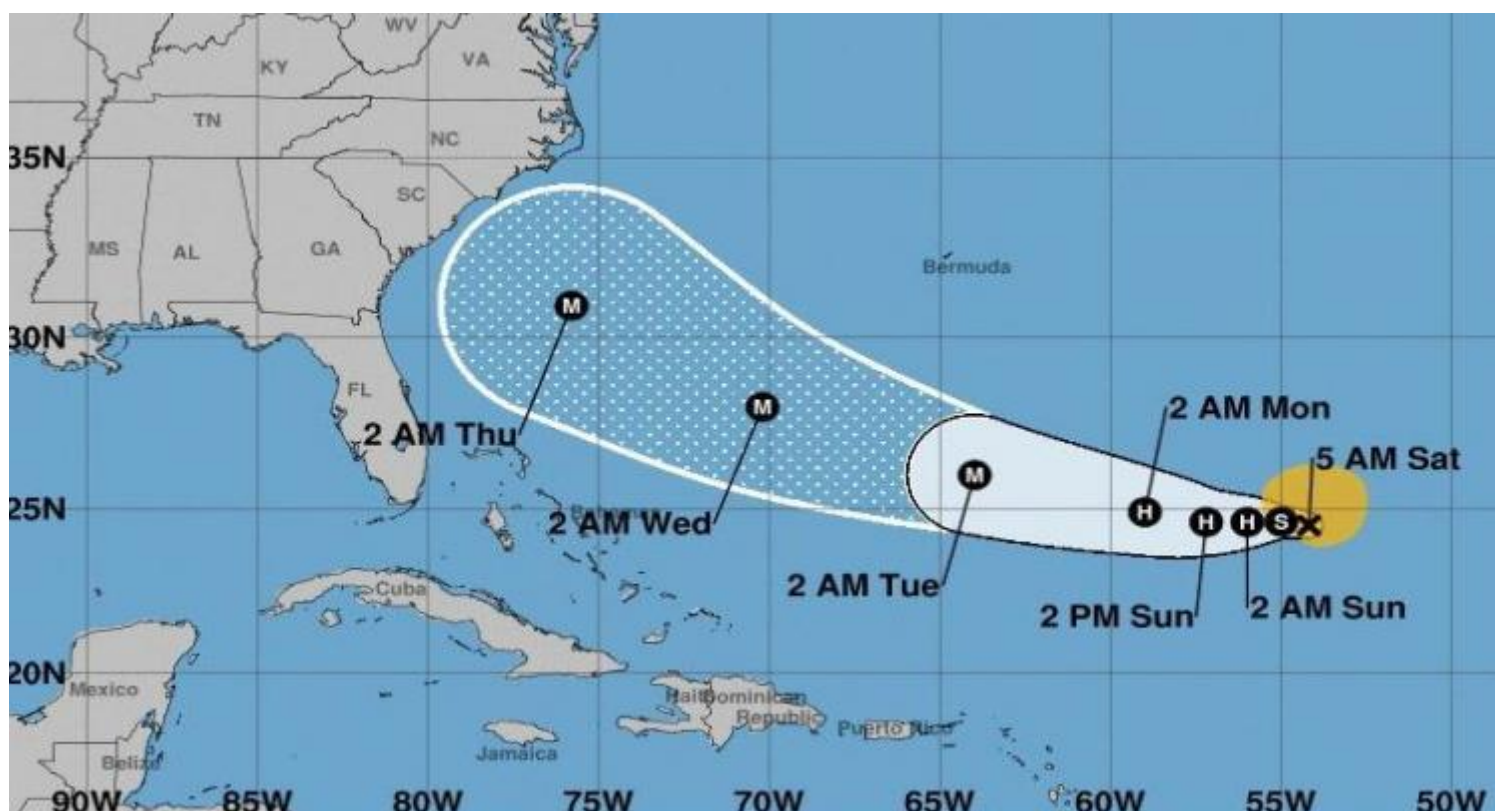 WV
KY
VA
TN
NC
35N
SC
MS
AL
GA
Bermuda
30N
FL
2 AM Mon
2 AM Thu
M
M
5 AM Sat
M
H
H
H
S
25N
2 AM Wed
2 AM Tue
Cuba
2 PM Sun
2 AM Sun
20N
Mexico
Dominican
Republic
Puerto Rico
Jamaica
Belize
90W
85W
80W
75W
70W
65W
60W
55W
50W